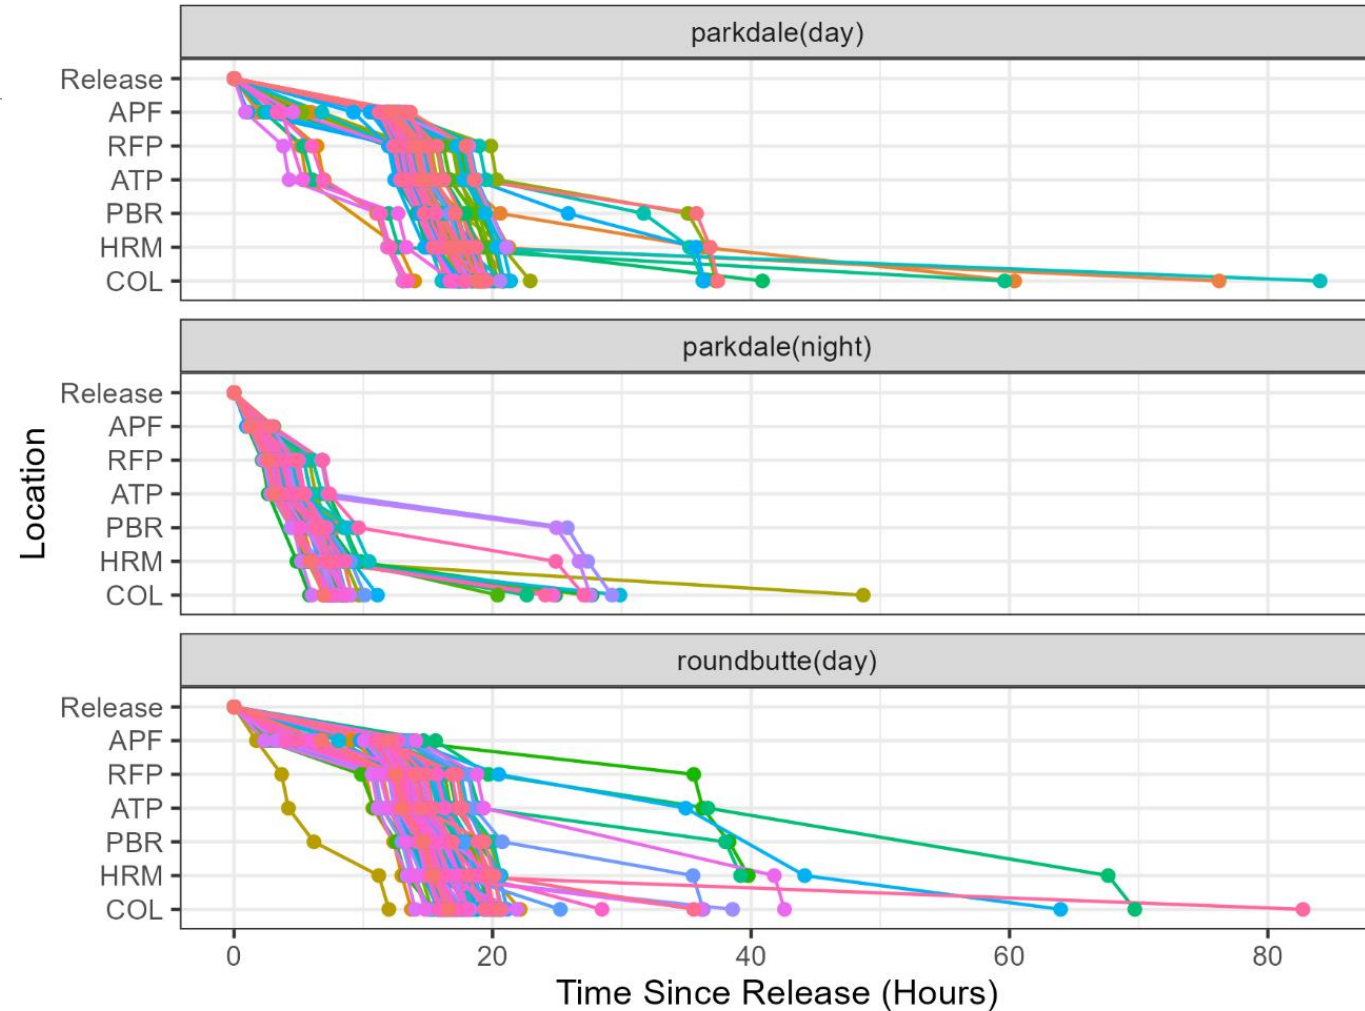 parkdale(day)
Release
APF
RFP
ATP
PBR
HRM
COL
parkdale(night)
Release
APF
RFP
ATP
PBR
HRM
COL
Location
roundbutte(day)
Release
APF
RFP
ATP
PBR
HRM
COL
0 20 40 60 80
Time Since Release (Hours)